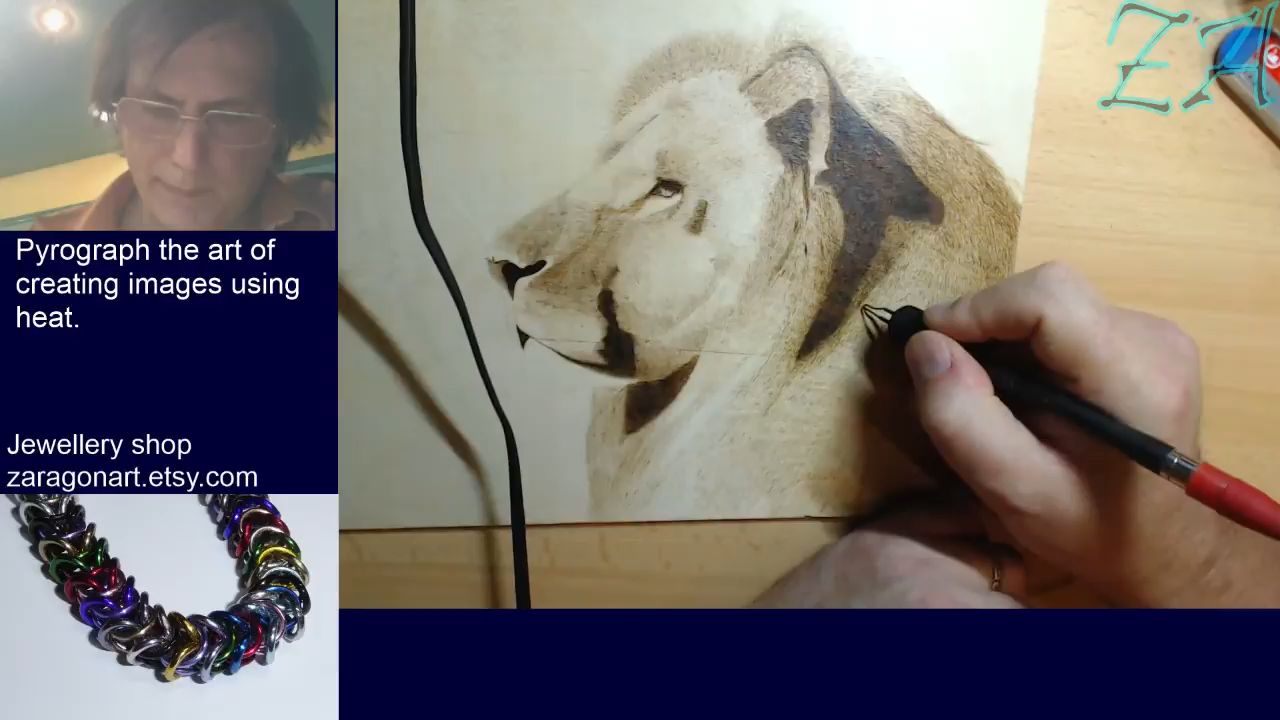 ZA
Pyrograph the art of
creating images using
heat.
Jewellery shop
zaragonart.etsy.com